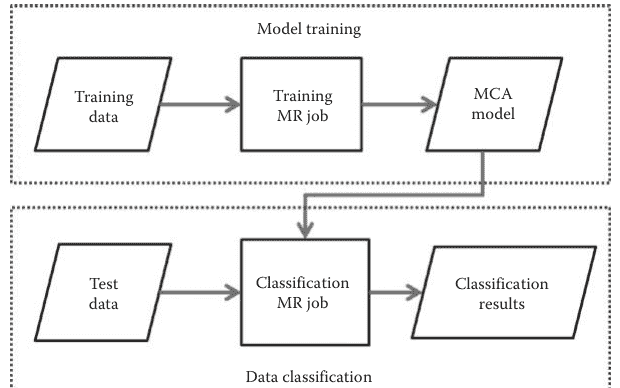 Model training
Training
data
Training
MR job
MCA
model
Test
data
Classification
MR job
Classification
results
Data classification